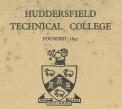 HUDDERSFIELD
TECHNICAL COLLEGE
FOUNDED 1841